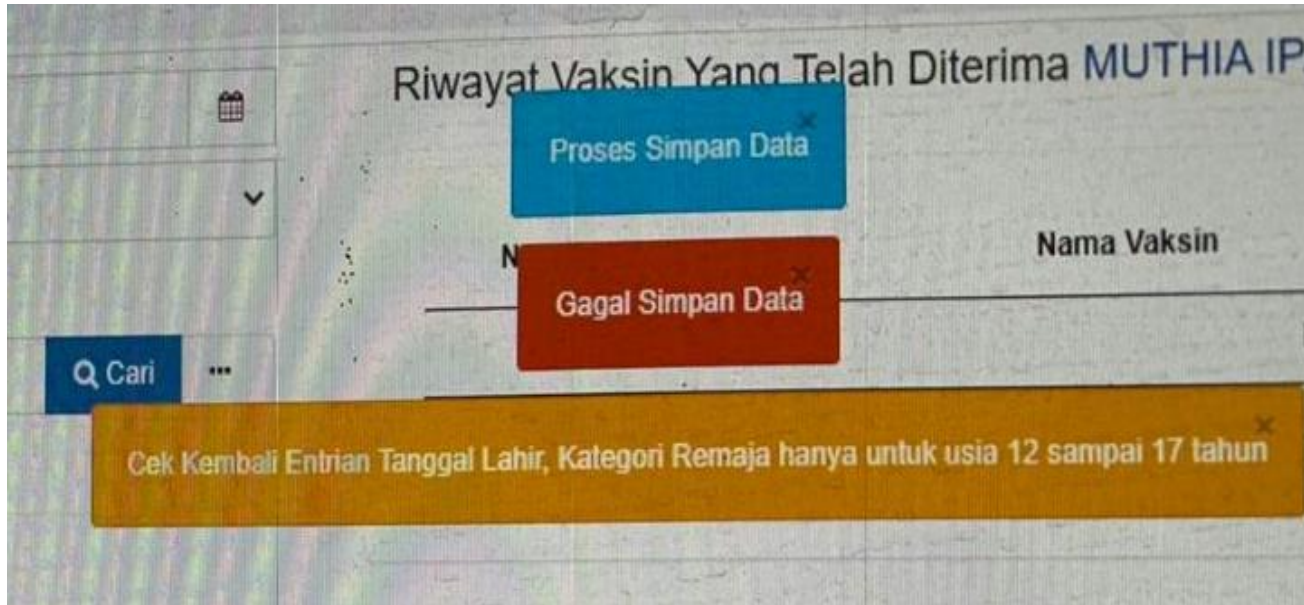 Riwayat Vaksin Yang Telah Diterima MUTHIA IP
Proses Simpan Data
N
Nama Vaksin
Gagal Simpan Data
Cari
Cek Kembali Entrian Tanggal Lahir, Kategori Remaja hanya untuk usia 12 sampai 17 tahun